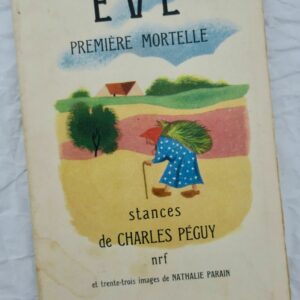 EVE
PREMIÈRE MORTELLE
stances
de CHARLES PÉGUY
nrf
et trente-trois images de NATHALIE PARAIN